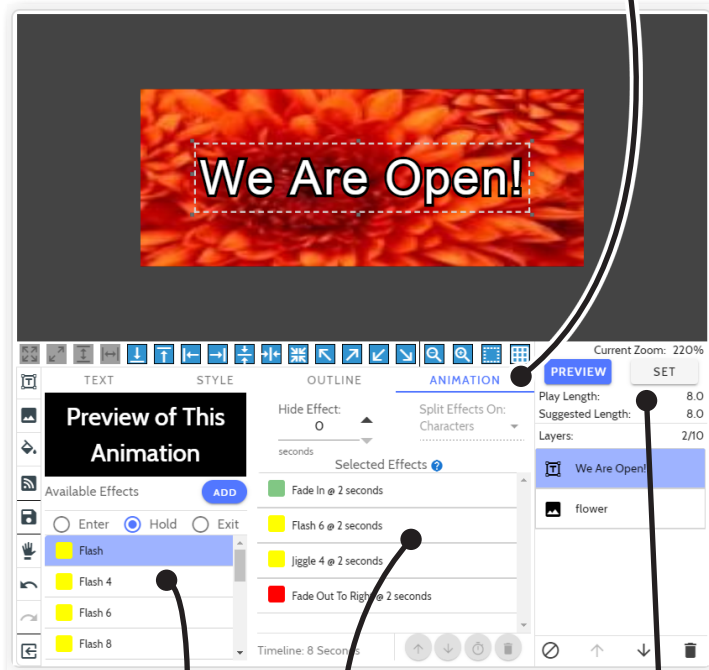 We Are Open!
Current Zoom: 220%
TEXT STYLE OUTLINE ANIMATION
PREVIEW SET
Preview of This
Animation
Hide Effect:
0
seconds
Split Effects On:
Characters
Play Length: 8.0
Suggested Length: 8.0
Layers: 2/10
Selected Effects ?
Available Effects ADD
Enter Hold Exit
Flash
Flash 4
Flash 6
Flash 8
Fade In @ 2 seconds
Flash 6 @ 2 seconds
Jiggle 4 @ 2 seconds
Fade Out To Right @ 2 seconds
Timeline: 8 Seconds
T We Are Open!
flower